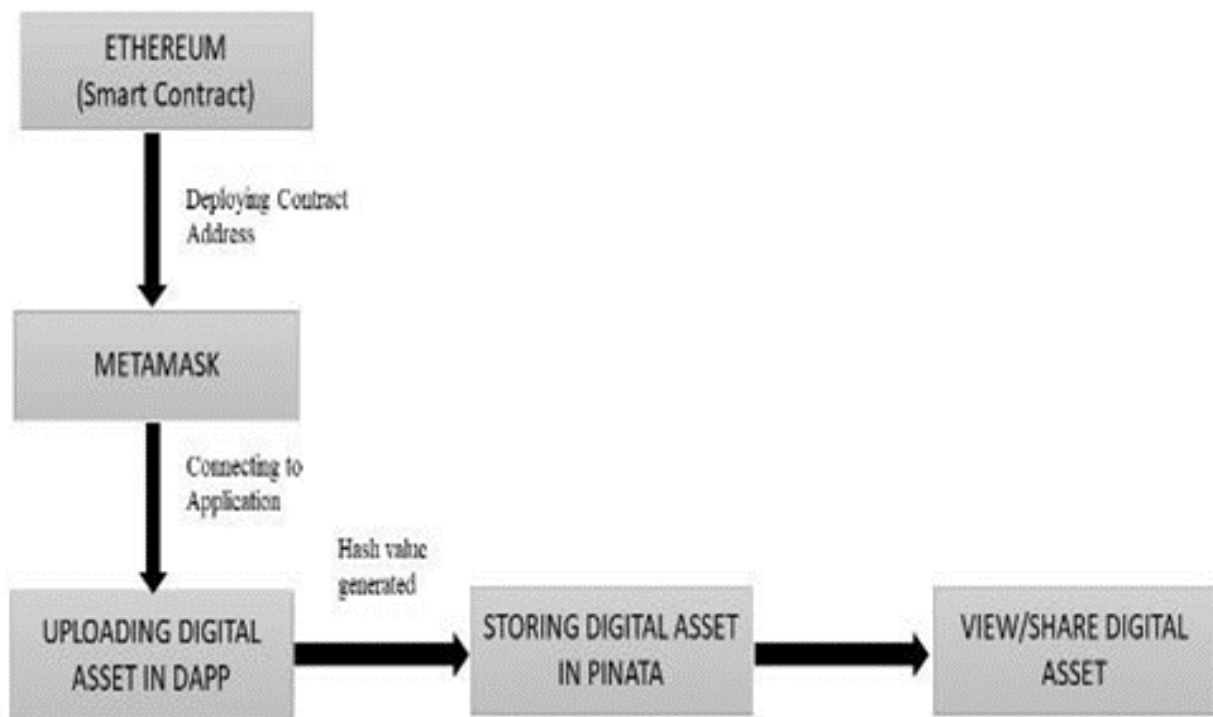 ETHEREUM
(Smart Contract)
Deploying Contract
Address
METAMASK
Connecting to
Application
Hash value
generated
UPLOADING DIGITAL
ASSET IN DAPP
STORING DIGITAL ASSET
IN PINATA
VIEW/SHARE DIGITAL
ASSET